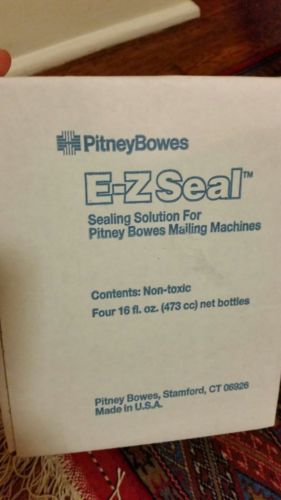 PitneyBowes
E-Z Seal™
Sealing Solution For
Pitney Bowes Mailing Machines
Contents: Non-toxic
Four 16 fl. oz. (473 cc) net bottles
Pitney Bowes, Stamford, CT 06926
Made in U.S.A.